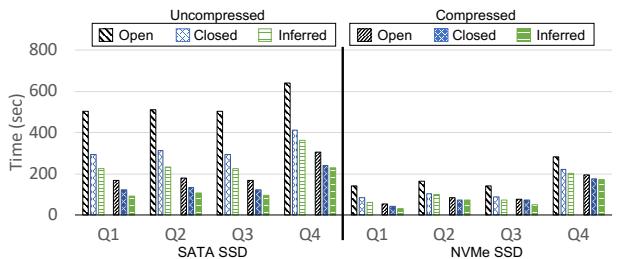 Uncompressed Compressed
Open Closed Inferred Open Closed Inferred
800
600
400
200
0
Time (sec)
Q1 Q2 Q3 Q4 Q1 Q2 Q3 Q4
SATA SSD NVMe SSD